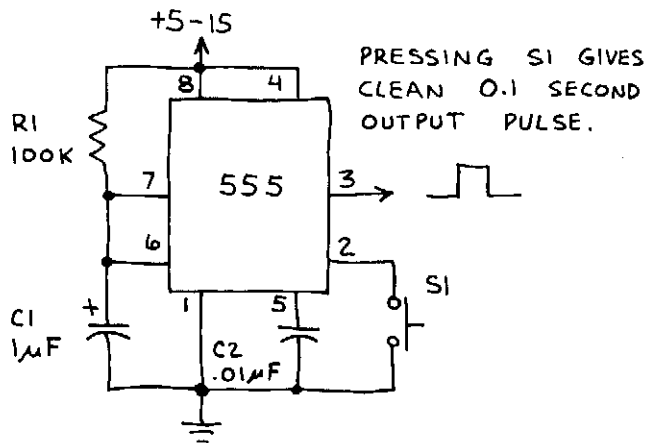 +5-15
PRESSING S1 GIVES
CLEAN 0.1 SECOND
OUTPUT PULSE.
8
4
R1
100K
7
555
3
6
2
1
5
S1
C1
+
1µF
C2
.01µF